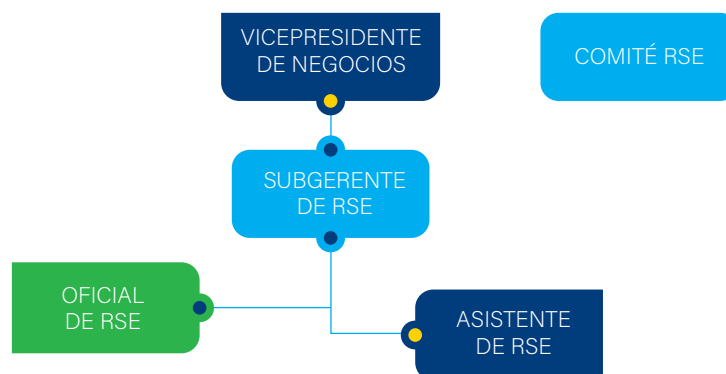 VICEPRESIDENTE
DE NEGOCIOS
COMITÉ RSE
SUBGERENTE
DE RSE
OFICIAL
DE RSE
ASISTENTE
DE RSE